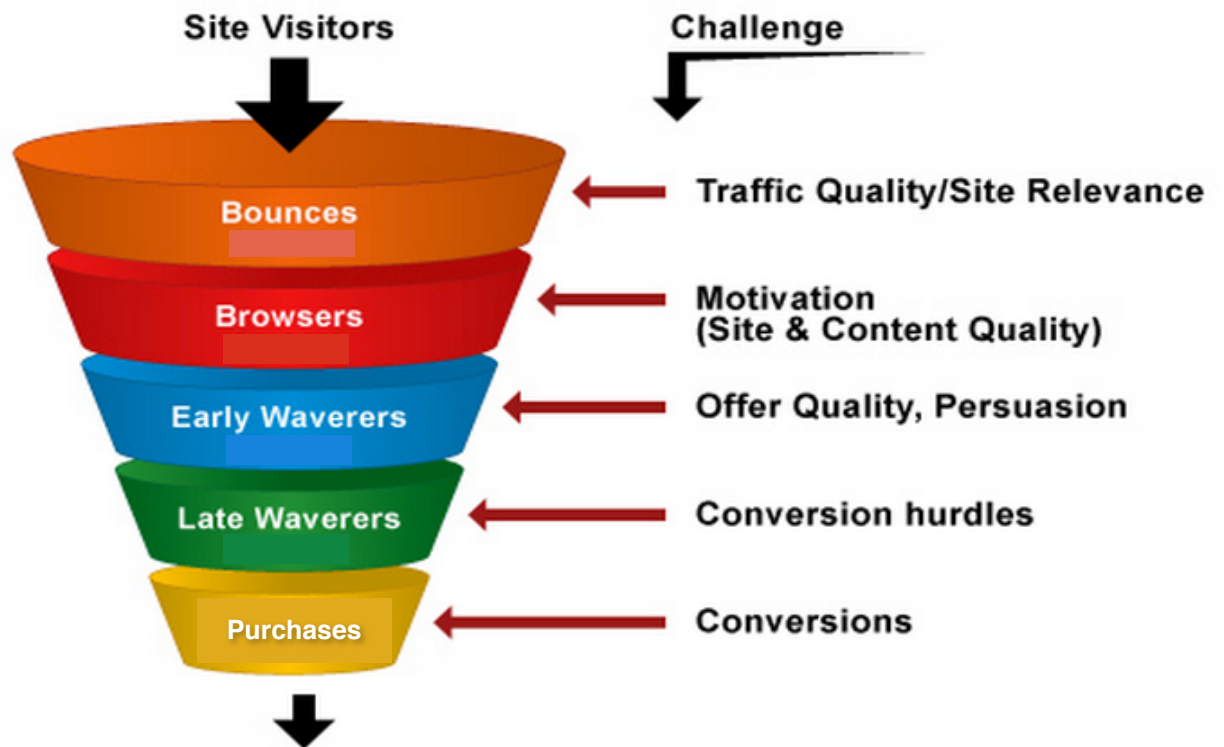 Site Visitors
Challenge
Bounces
Traffic Quality/Site Relevance
Browsers
Motivation
(Site & Content Quality)
Early Waverers
Offer Quality, Persuasion
Late Waverers
Conversion hurdles
Purchases
Conversions